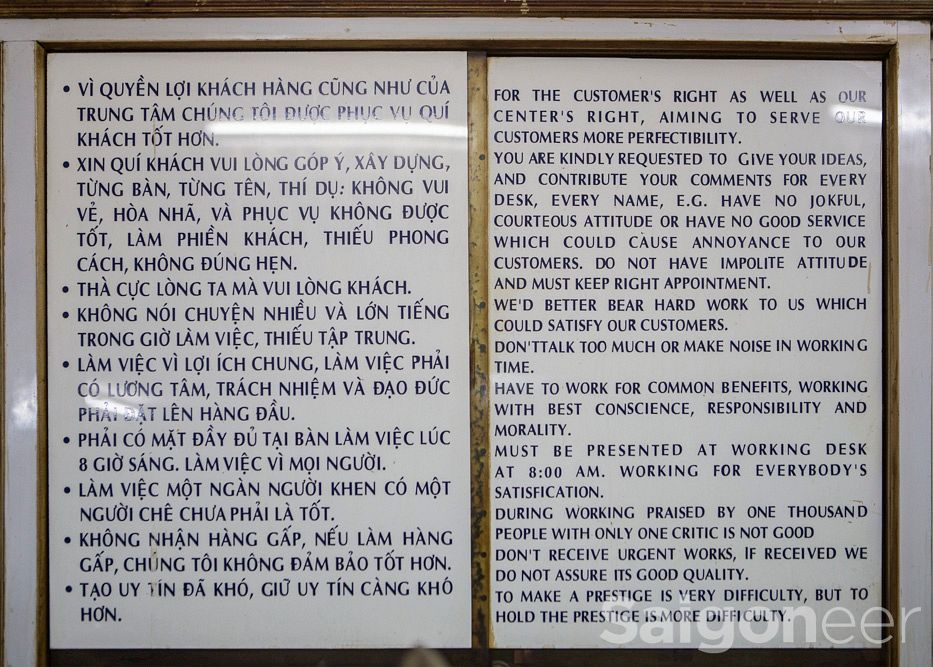 • VÌ QUYỀN LỢI KHÁCH HÀNG CŨNG NHƯ CỦA
TRUNG TÂM CHÚNG TÔI ĐƯỢC PHỤC VỤ QUÍ
KHÁCH TỐT HƠN.
• XIN QUÍ KHÁCH VUI LÒNG GÓP Ý, XÂY DỰNG,
TỪNG BÀN, TỪNG TÊN, THÍ DỤ: KHÔNG VUI
VẺ, HÒA NHÃ, VÀ PHỤC VỤ KHÔNG ĐƯỢC
TỐT, LÀM PHIỀN KHÁCH, THIẾU PHONG
CÁCH, KHÔNG ĐÚNG HẸN.
• THÀ CỰC LÒNG TA MÀ VUI LÒNG KHÁCH.
• KHÔNG NÓI CHUYỆN NHIỀU VÀ LỚN TIẾNG
TRONG GIỜ LÀM VIỆC, THIẾU TẬP TRUNG.
• LÀM VIỆC VÌ LỢI ÍCH CHUNG, LÀM VIỆC PHẢI
CÓ LƯƠNG TÂM, TRÁCH NHIỆM VÀ ĐẠO ĐỨC
PHẢI ĐẶT LÊN HÀNG ĐẦU.
• PHẢI CÓ MẶT ĐẦY ĐỦ TẠI BÀN LÀM VIỆC LÚC
8 GIỜ SÁNG. LÀM VIỆC VÌ MỌI NGƯỜI.
• LÀM VIỆC MỘT NGÀN NGƯỜI KHEN CÓ MỘT
NGƯỜI CHÊ CHƯA PHẢI LÀ TỐT.
• KHÔNG NHẬN HÀNG GẤP, NẾU LÀM HÀNG
GẤP, CHÚNG TÔI KHÔNG ĐẢM BẢO TỐT HƠN.
• TẠO UY TÍN ĐÃ KHÓ, GIỮ UY TÍN CÀNG KHÓ
HƠN.
FOR THE CUSTOMER'S RIGHT AS WELL AS OUR
CENTER'S RIGHT, AIMING TO SERVE OUR
CUSTOMERS MORE PERFECTIBILITY.
YOU ARE KINDLY REQUESTED TO GIVE YOUR IDEAS,
AND CONTRIBUTE YOUR COMMENTS FOR EVERY
DESK, EVERY NAME, E.G. HAVE NO JOKFUL,
COURTEOUS ATTITUDE OR HAVE NO GOOD SERVICE
WHICH COULD CAUSE ANNOYANCE TO OUR
CUSTOMERS. DO NOT HAVE IMPOLITE ATTITUDE
AND MUST KEEP RIGHT APPOINTMENT.
WE'D BETTER BEAR HARD WORK TO US WHICH
COULD SATISFY OUR CUSTOMERS.
DON'TTALK TOO MUCH OR MAKE NOISE IN WORKING
TIME.
HAVE TO WORK FOR COMMON BENEFITS, WORKING
WITH BEST CONSCIENCE, RESPONSIBILITY AND
MORALITY.
MUST BE PRESENTED AT WORKING DESK
AT 8:00 AM. WORKING FOR EVERYBODY'S
SATISFICATION.
DURING WORKING PRAISED BY ONE THOUSAND
PEOPLE WITH ONLY ONE CRITIC IS NOT GOOD
DON'T RECEIVE URGENT WORKS, IF RECEIVED WE
DO NOT ASSURE ITS GOOD QUALITY.
TO MAKE A PRESTIGE IS VERY DIFFICULTY, BUT TO
HOLD THE PRESTIGE IS MORE DIFFICULTY.
Saigoneer